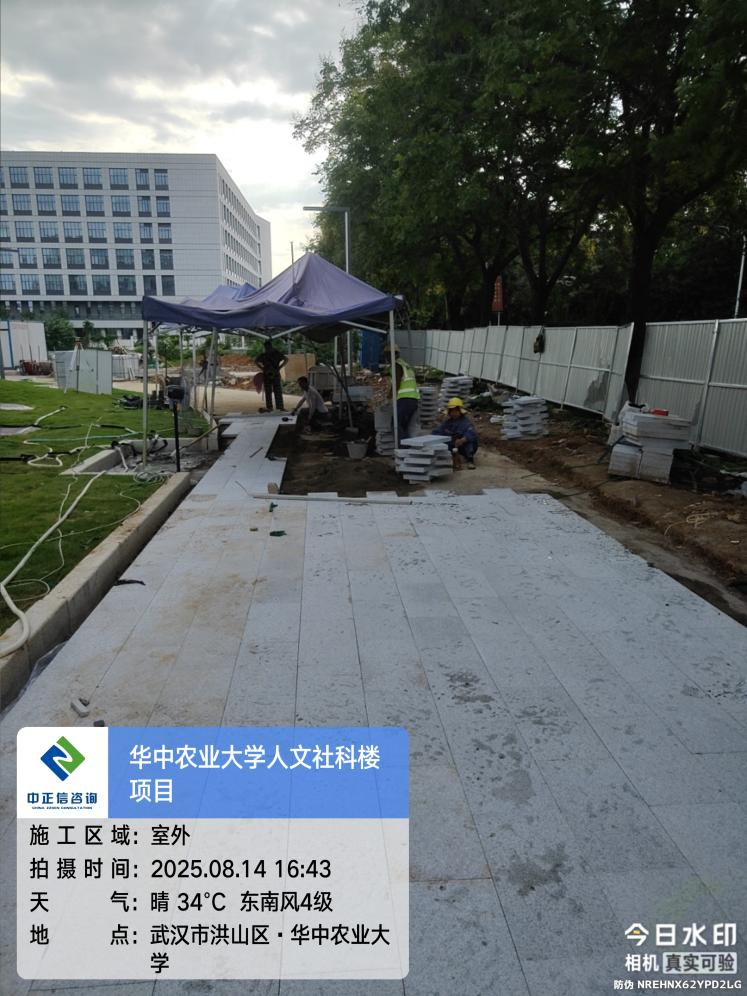 华中农业大学人文社科楼
项目
中正信咨询
施工区域：室外
拍摄时间：2025.08.14 16:43
天气：晴 34℃ 东南风4级
地点：武汉市洪山区·华中农业大
学
今日水印
相机 真实可验
防伪 NREHNX62YPD2LG